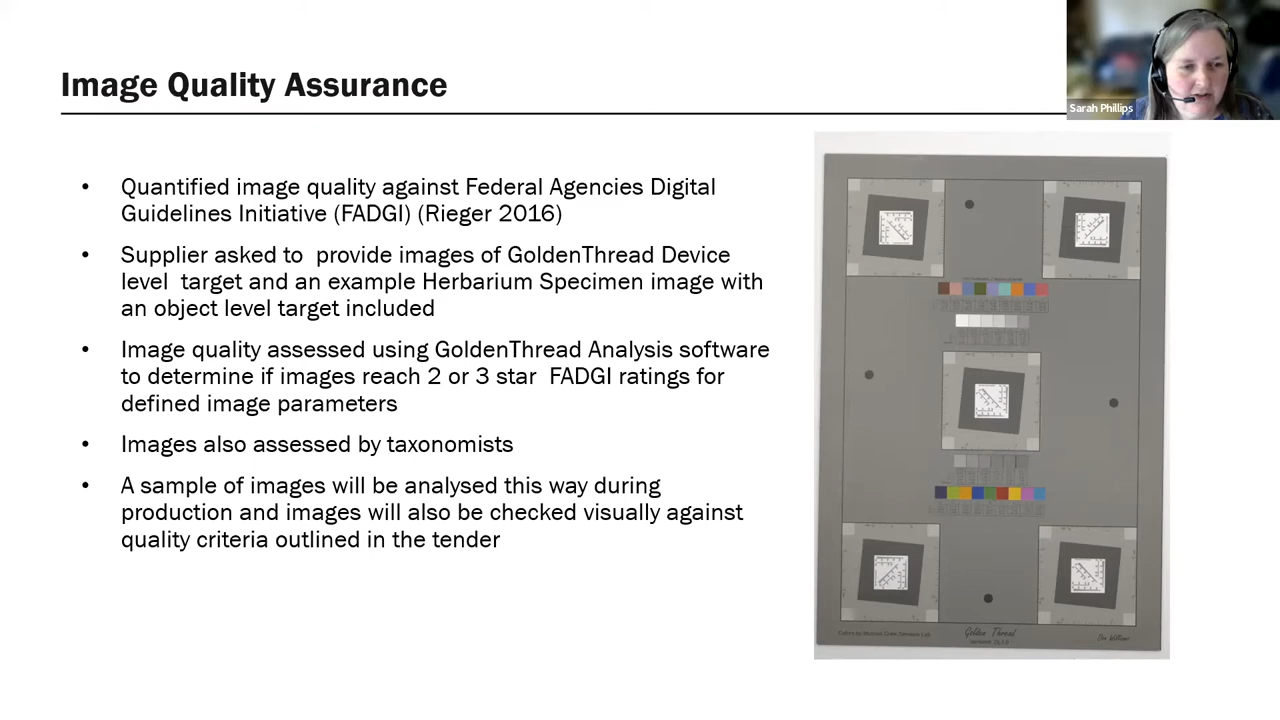 Image Quality Assurance
Sarah Phillips
• Quantified image quality against Federal Agencies Digital
Guidelines Initiative (FADGI) (Rieger 2016)
• Supplier asked to  provide images of GoldenThread Device
level  target and an example Herbarium Specimen image with
an object level target included
• Image quality assessed using GoldenThread Analysis software
to determine if images reach 2 or 3 star  FADGI ratings for
defined image parameters
• Images also assessed by taxonomists
• A sample of images will be analysed this way during
production and images will also be checked visually against
quality criteria outlined in the tender
Golden Thread